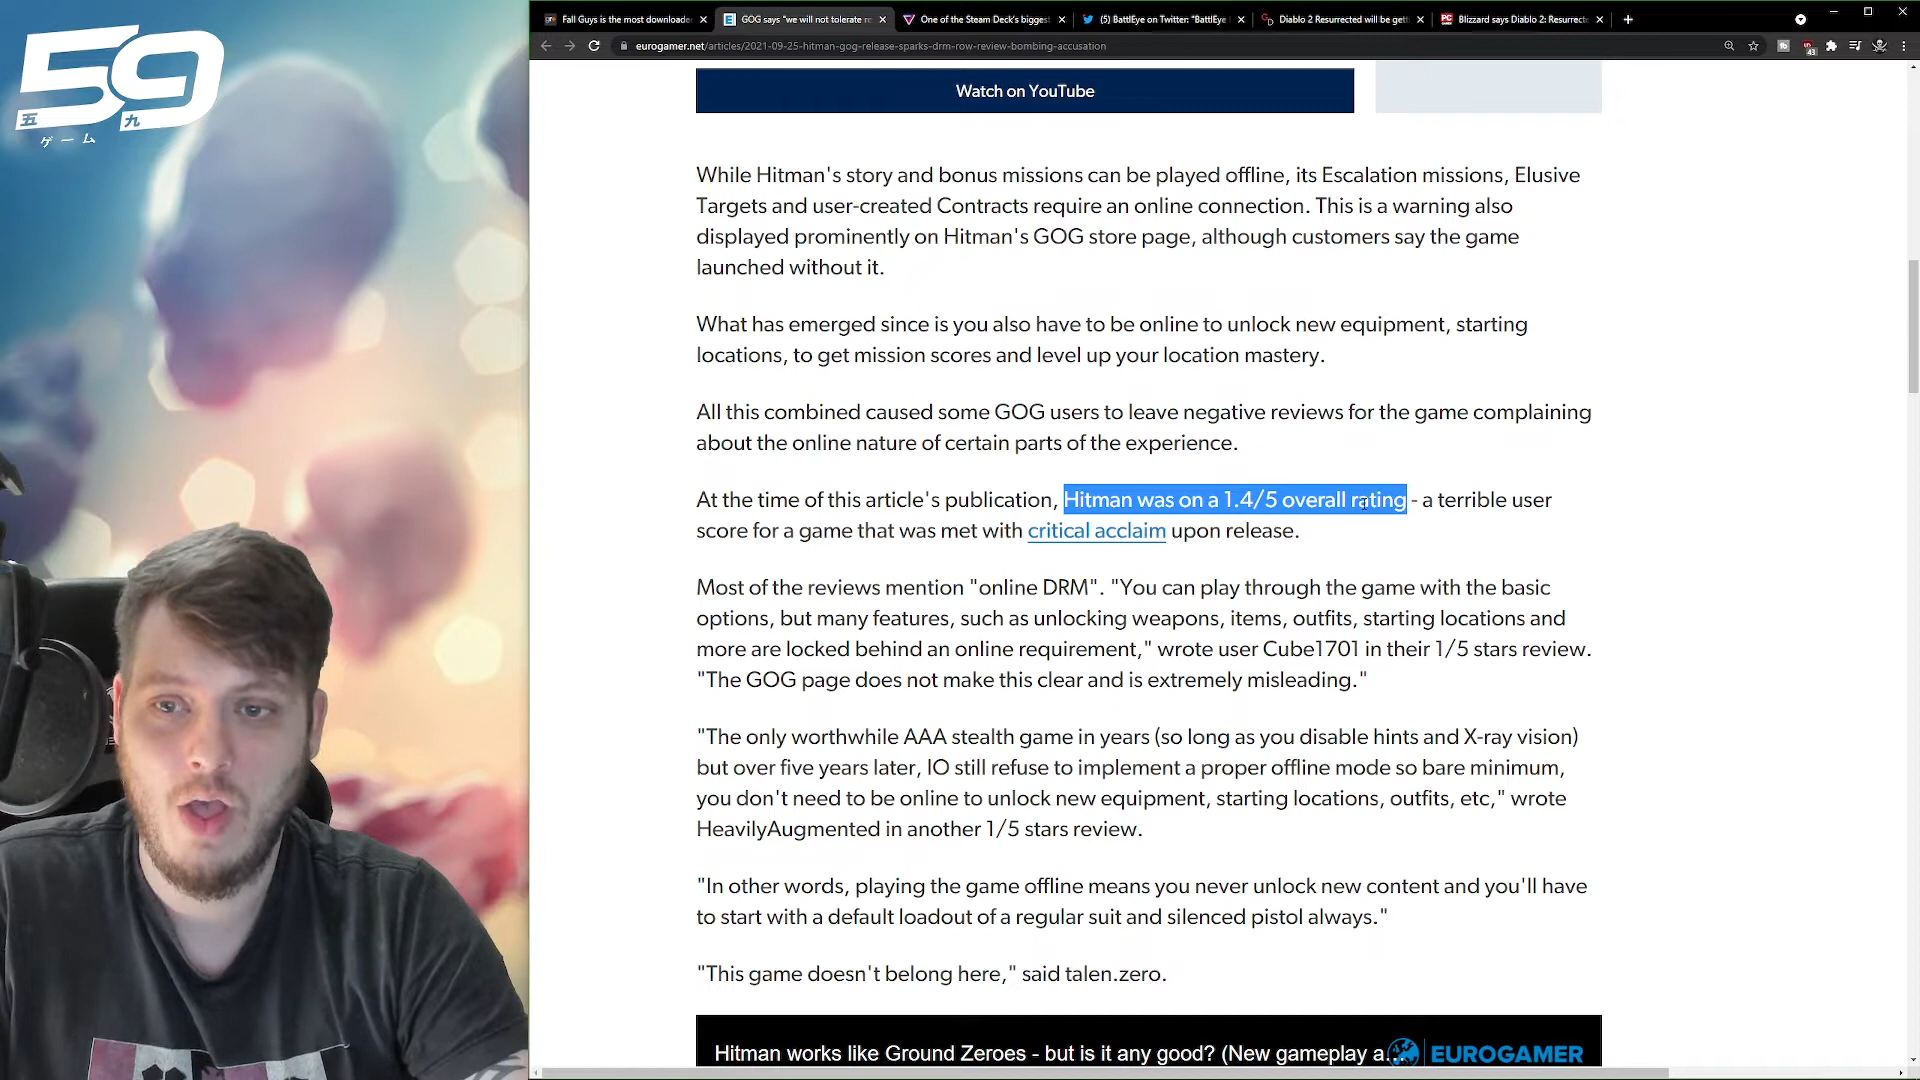 59
五 九
ゲーム
Fall Guys is the most downloade
GOG says "we will not tolerate re
One of the Steam Deck's biggest
(5) BattlEye on Twitter: "BattlEye
Diablo 2 Resurrected will be gett
Blizzard says Diablo 2: Resurrect
eurogamer.net/articles/2021-09-25-hitman-gog-release-sparks-drm-row-review-bombing-accusation
43
Watch on YouTube
While Hitman's story and bonus missions can be played offline, its Escalation missions, Elusive
Targets and user-created Contracts require an online connection. This is a warning also
displayed prominently on Hitman's GOG store page, although customers say the game
launched without it.
What has emerged since is you also have to be online to unlock new equipment, starting
locations, to get mission scores and level up your location mastery.
All this combined caused some GOG users to leave negative reviews for the game complaining
about the online nature of certain parts of the experience.
At the time of this article's publication, Hitman was on a 1.4/5 overall rating - a terrible user
score for a game that was met with critical acclaim upon release.
Most of the reviews mention "online DRM". "You can play through the game with the basic
options, but many features, such as unlocking weapons, items, outfits, starting locations and
more are locked behind an online requirement," wrote user Cube1701 in their 1/5 stars review.
"The GOG page does not make this clear and is extremely misleading."
"The only worthwhile AAA stealth game in years (so long as you disable hints and X-ray vision)
but over five years later, IO still refuse to implement a proper offline mode so bare minimum,
you don't need to be online to unlock new equipment, starting locations, outfits, etc," wrote
HeavilyAugmented in another 1/5 stars review.
"In other words, playing the game offline means you never unlock new content and you'll have
to start with a default loadout of a regular suit and silenced pistol always."
"This game doesn't belong here," said talen.zero.
Hitman works like Ground Zeroes - but is it any good? (New gameplay a...
EUROGAMER